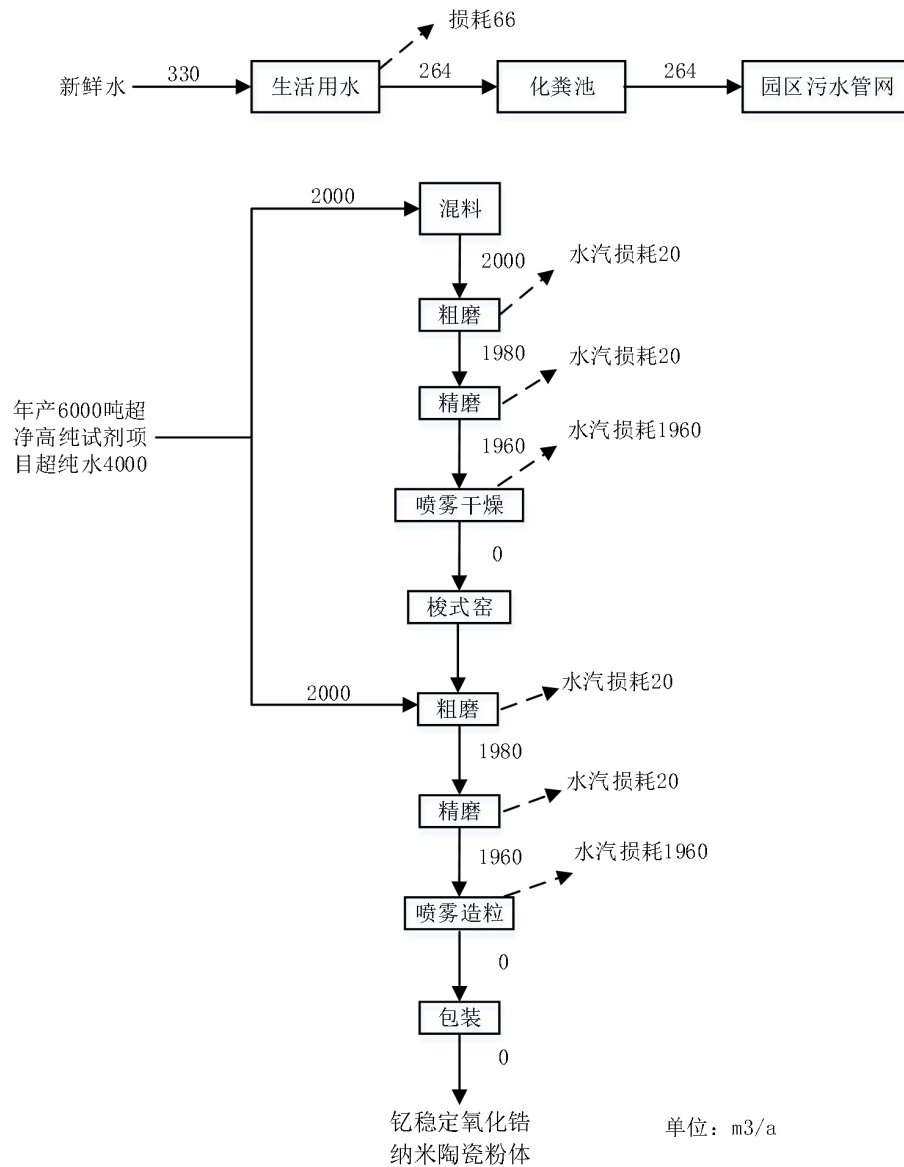 损耗66
新鲜水
330
生活用水
264
化粪池
264
园区污水管网
2000
混料
2000
水汽损耗20
粗磨
1980
水汽损耗20
精磨
年产6000吨超
净高纯试剂项
目超纯水4000
1960
水汽损耗1960
喷雾干燥
0
梭式窑
2000
水汽损耗20
粗磨
1980
水汽损耗20
精磨
1960
水汽损耗1960
喷雾造粒
0
包装
0
钇稳定氧化锆
纳米陶瓷粉体
单位：m3/a